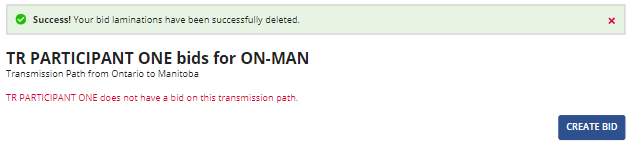 Success! Your bid laminations have been successfully deleted.
TR PARTICIPANT ONE bids for ON-MAN
Transmission Path from Ontario to Manitoba
TR PARTICIPANT ONE does not have a bid on this transmission path.
CREATE BID